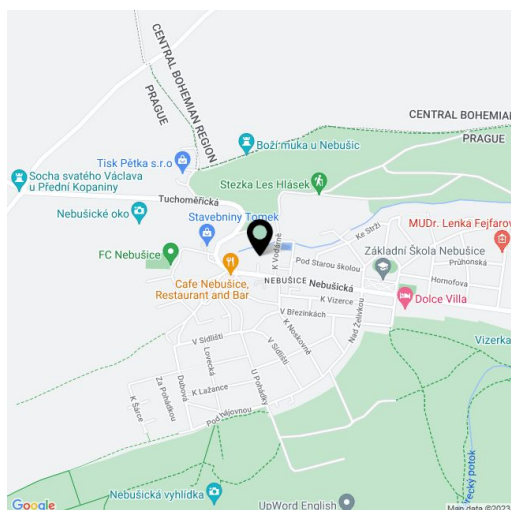 CENTRAL BOHEMIAN REGION
PRAGUE
CENTRAL BOHEMIAN
PRAGUE
Boží muka u Nebušic
Tisk Pětka s.r.o
Socha svatého Václava
u Přední Kopaniny
Stezka Les Hlásek
Tuchoměřická
Nebušické oko
Stavebniny Tomek
MUDr. Lenka Fejfarov
Ke Strži
K Vodárně
FC Nebušice
Základní Škola Nebušice
Pod Starou školou
Průhonská
Cafe Nebušice,
Restaurant and Bar
NEBUŠICE
Nebušická
Hornofova
K Vizerce
Dolce Villa
V Březinkách
Nad Želivkou
K Noskovně
V Sídlišti
V Sídlišti
Vizerka
Lovecká
U Pohádky
Dubová
Za Pohádkou
K Lažance
K Šárce
Pod Vějovnou
Nebušická vyhlídka
UpWord English
Google
Map data ©2023